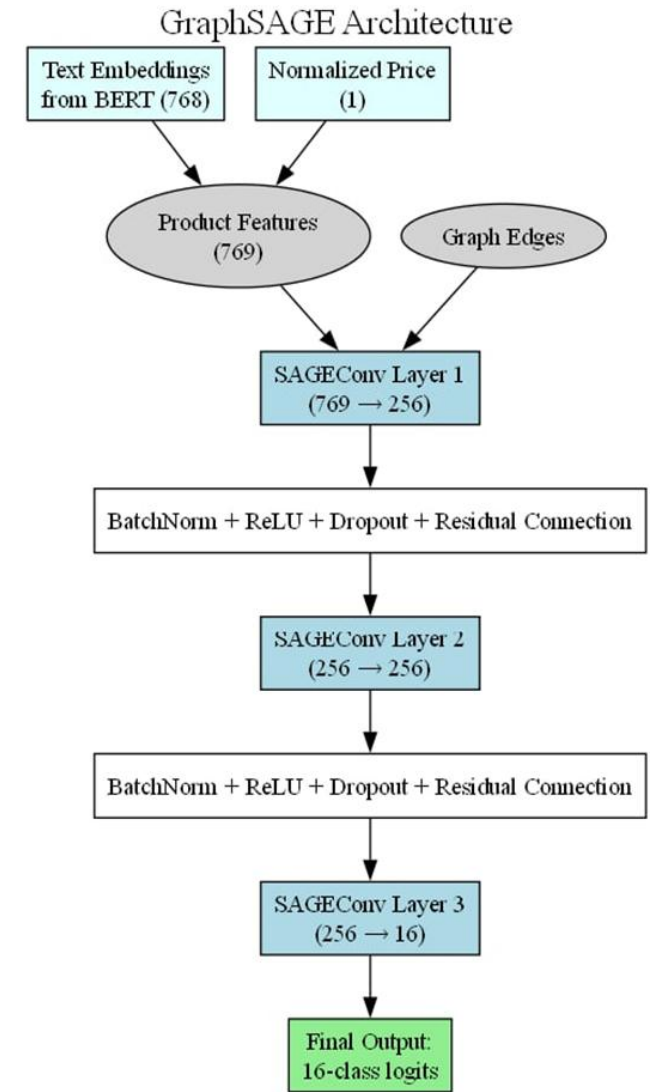 GraphSAGE Architecture
Text Embeddings
from BERT (768)
Normalized Price
(1)
Product Features
(769)
Graph Edges
SAGEConv Layer 1
(769 → 256)
BatchNorm + ReLU + Dropout + Residual Connection
SAGEConv Layer 2
(256 → 256)
BatchNorm + ReLU + Dropout + Residual Connection
SAGEConv Layer 3
(256 → 16)
Final Output:
16-class logits